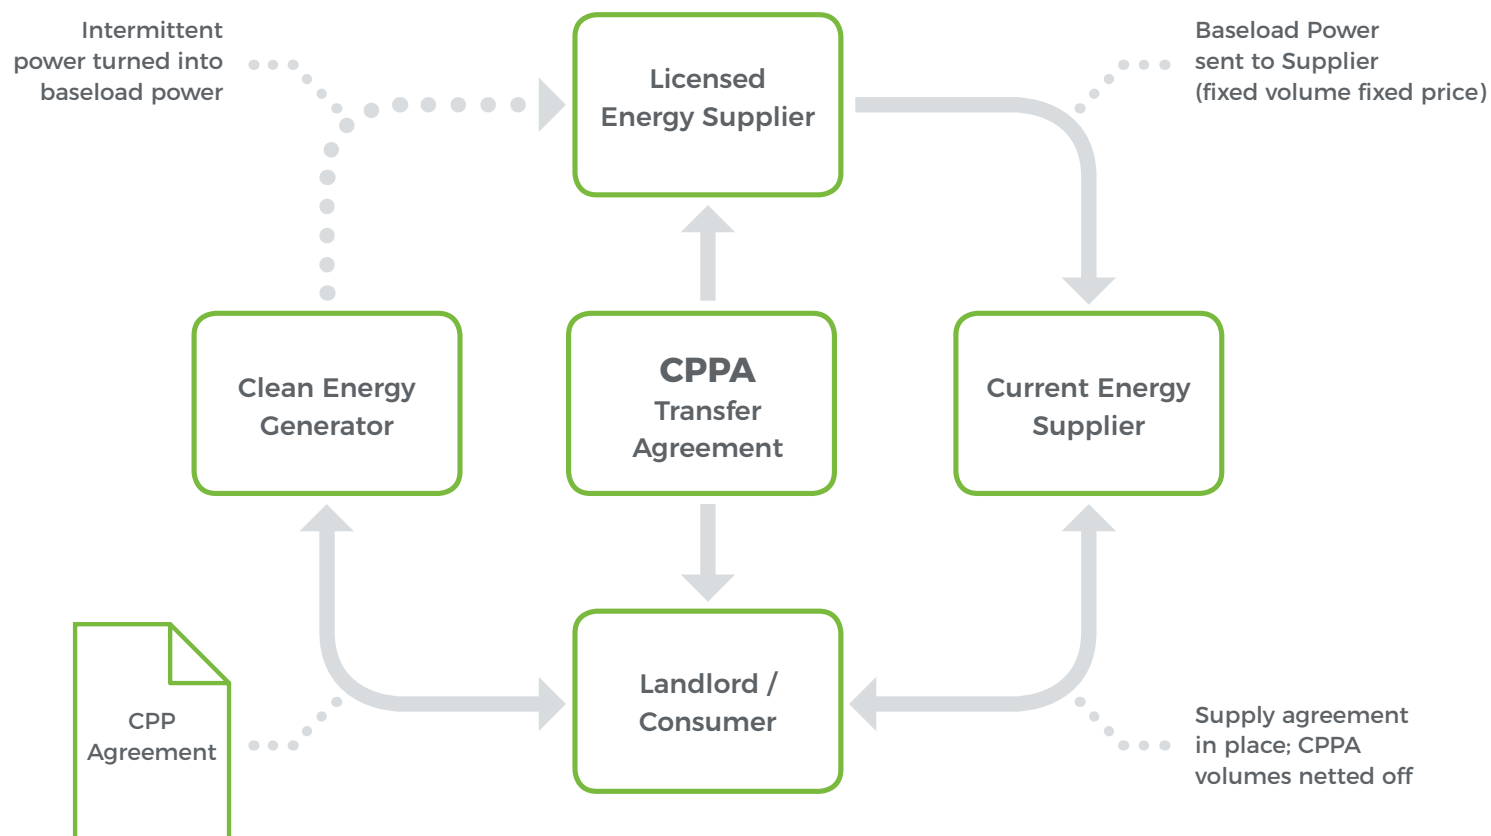 Intermittent
power turned into
baseload power
Licensed
Energy Supplier
Baseload Power
sent to Supplier
(fixed volume fixed price)
Clean Energy
Generator
CPPA
Transfer
Agreement
Current Energy
Supplier
CPP
Agreement
Landlord /
Consumer
Supply agreement
in place; CPPA
volumes netted off